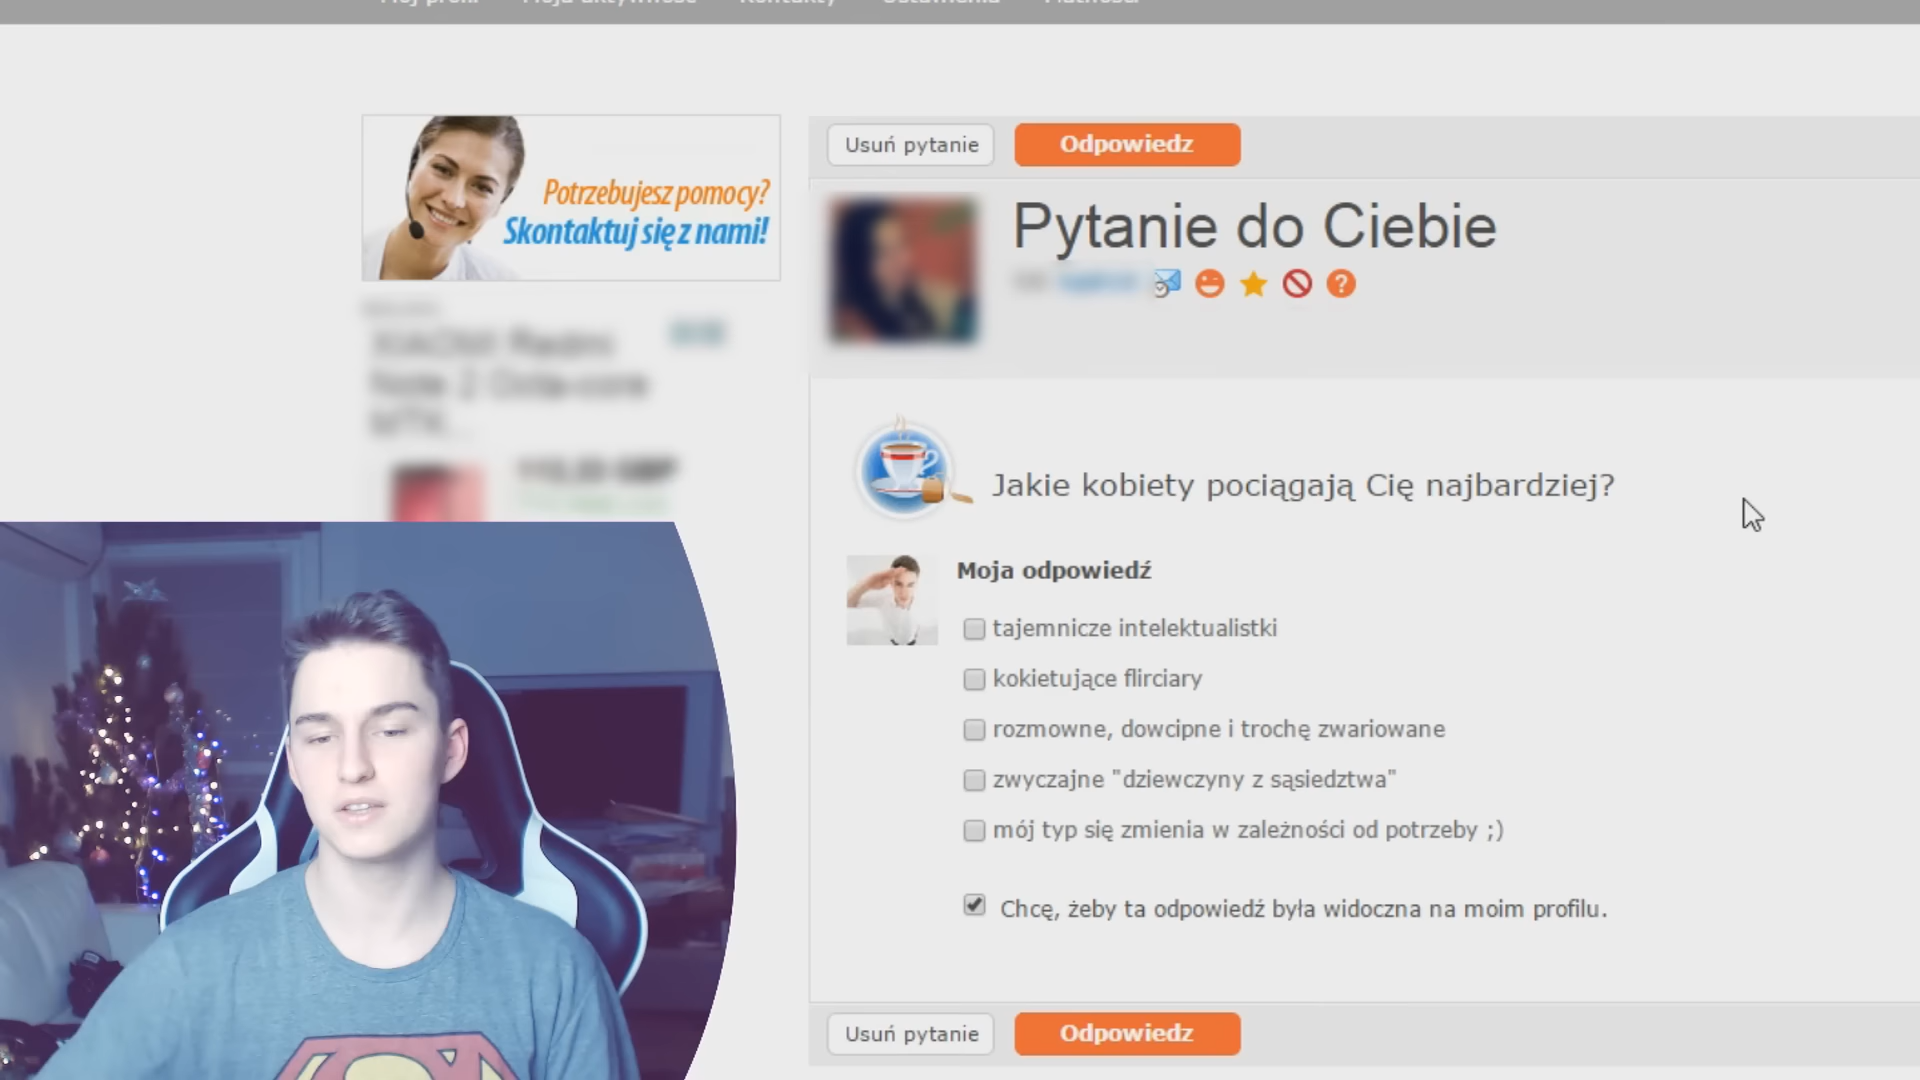 Potrzebujesz pomocy?
Skontaktuj się z nami!
Usuń pytanie
Odpowiedz
Pytanie do Ciebie
Jakie kobiety pociągają Cię najbardziej?
Moja odpowiedź
tajemnicze intelektualistki
kokietujące flirciary
rozmowne, dowcipne i trochę zwariowane
zwyczajne "dziewczyny z sąsiedztwa"
mój typ się zmienia w zależności od potrzeby ;)
Chcę, żeby ta odpowiedź była widoczna na moim profilu.
Usuń pytanie
Odpowiedz